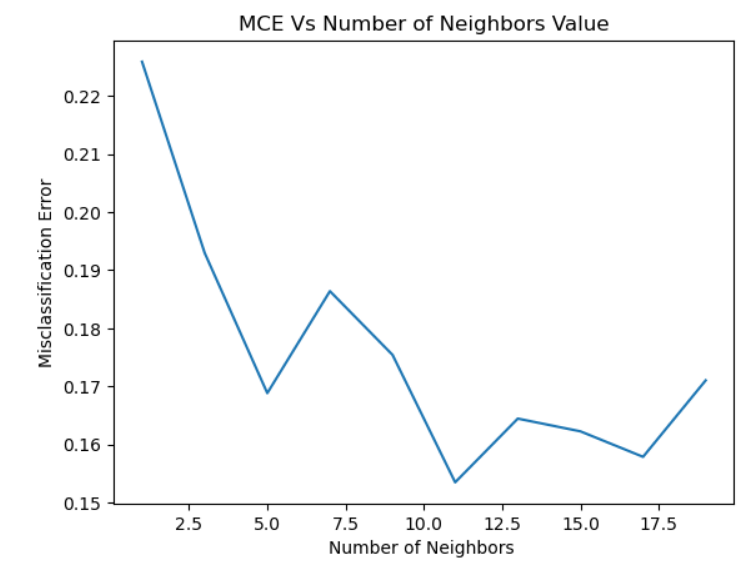 MCE Vs Number of Neighbors Value
Misclassification Error
0.22
0.21
0.20
0.19
0.18
0.17
0.16
0.15
2.5 5.0 7.5 10.0 12.5 15.0 17.5
Number of Neighbors